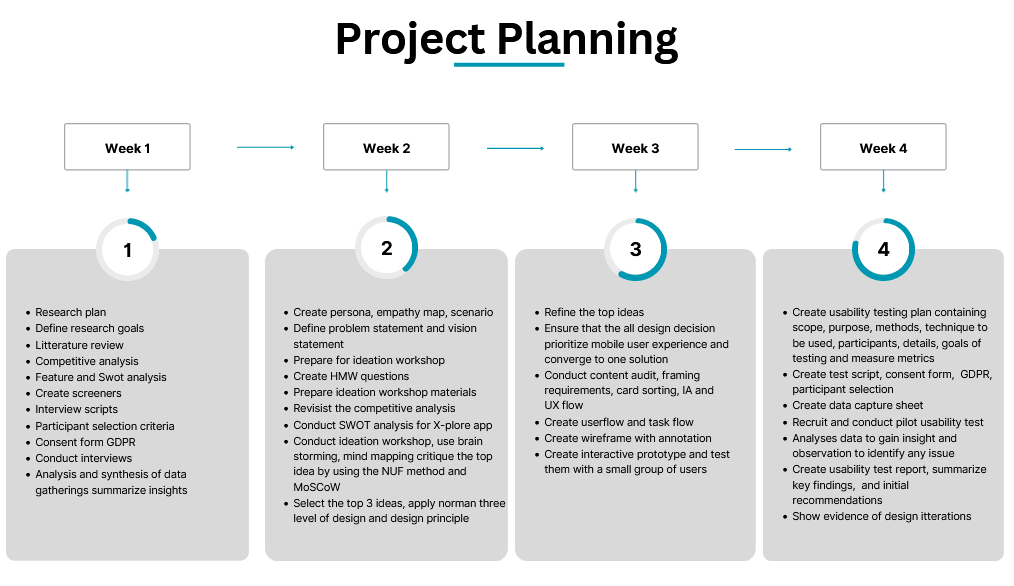 Project Planning
Week 1
Week 2
Week 3
Week 4
1
• Research plan
• Define research goals
• Litterature review
• Competitive analysis
• Feature and Swot analysis
• Create screeners
• Interview scripts
• Participant selection criteria
• Consent form GDPR
• Conduct interviews
• Analysis and synthesis of data
gatherings summarize insights
2
• Create persona, empathy map, scenario
• Define problem statement and vision
statement
• Prepare for ideation workshop
• Create HMW questions
• Prepare ideation workshop materials
• Revisist the competitive analysis
• Conduct SWOT analysis for X-plore app
• Conduct ideation workshop, use brain
storming, mind mapping critique the top
idea by using the NUF method and
MoSCoW
• Select the top 3 ideas, apply norman three
level of design and design principle
3
• Refine the top ideas
• Ensure that the all design decision
prioritize mobile user experience and
converge to one solution
• Conduct content audit, framing
requirements, card sorting, IA and
UX flow
• Create userflow and task flow
• Create wireframe with annotation
• Create interactive prototype and test
them with a small group of users
4
• Create usability testing plan containing
scope, purpose, methods, technique to
be used, participants, details, goals of
testing and measure metrics
• Create test script, consent form,  GDPR,
participant selection
• Create data capture sheet
• Recruit and conduct pilot usability test
• Analyses data to gain insight and
observation to identify any issue
• Create usability test report, summarize
key findings,  and initial
recommendations
• Show evidence of design itterations